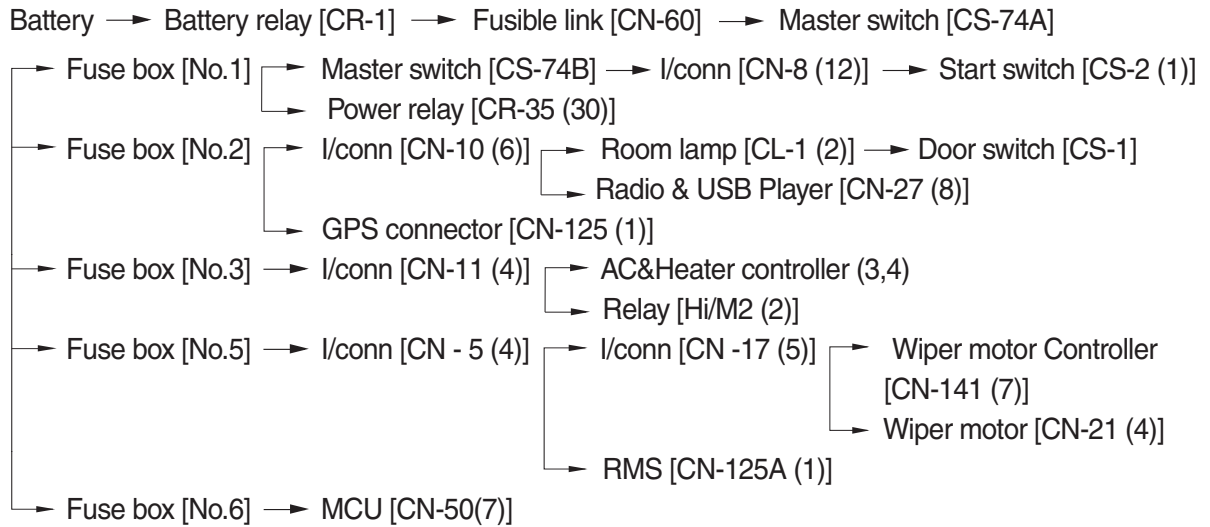 Battery → Battery relay [CR-1] → Fusible link [CN-60] → Master switch [CS-74A]
→ Fuse box [No.1] → Master switch [CS-74B] → I/conn [CN-8 (12)] → Start switch [CS-2 (1)]
→ Power relay [CR-35 (30)]
→ Fuse box [No.2] → I/conn [CN-10 (6)] → Room lamp [CL-1 (2)] → Door switch [CS-1]
→ Radio & USB Player [CN-27 (8)]
→ GPS connector [CN-125 (1)]
→ Fuse box [No.3] → I/conn [CN-11 (4)] → AC&Heater controller (3,4)
→ Relay [Hi/M2 (2)]
→ Fuse box [No.5] → I/conn [CN - 5 (4)] → I/conn [CN -17 (5)] → Wiper motor Controller
[CN-141 (7)]
→ Wiper motor [CN-21 (4)]
→ RMS [CN-125A (1)]
→ Fuse box [No.6] → MCU [CN-50(7)]